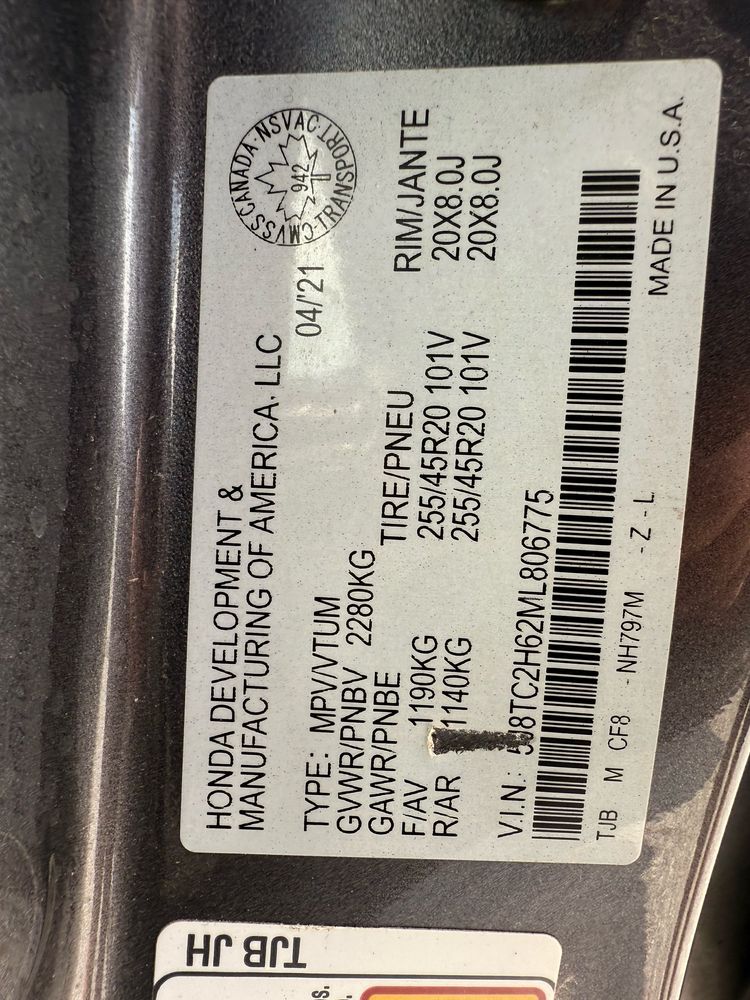 HONDA DEVELOPMENT &
MANUFACTURING OF AMERICA, LLC
04/'21
CMVSS CANADA·NSVAC·TRANSPORT-C
942
TYPE: MPV/VTUM
GVWR/PNBV 2280KG
GAWR/PNBE TIRE/PNEU RIM/JANTE
F/AV 1190KG 255/45R20 101V 20X8.0J
R/AR 1140KG 255/45R20 101V 20X8.0J
V.I.N.: 5J8TC2H62ML806775
TJB M CF8 - NH797M - Z - L
MADE IN U.S.A.
TJB JH